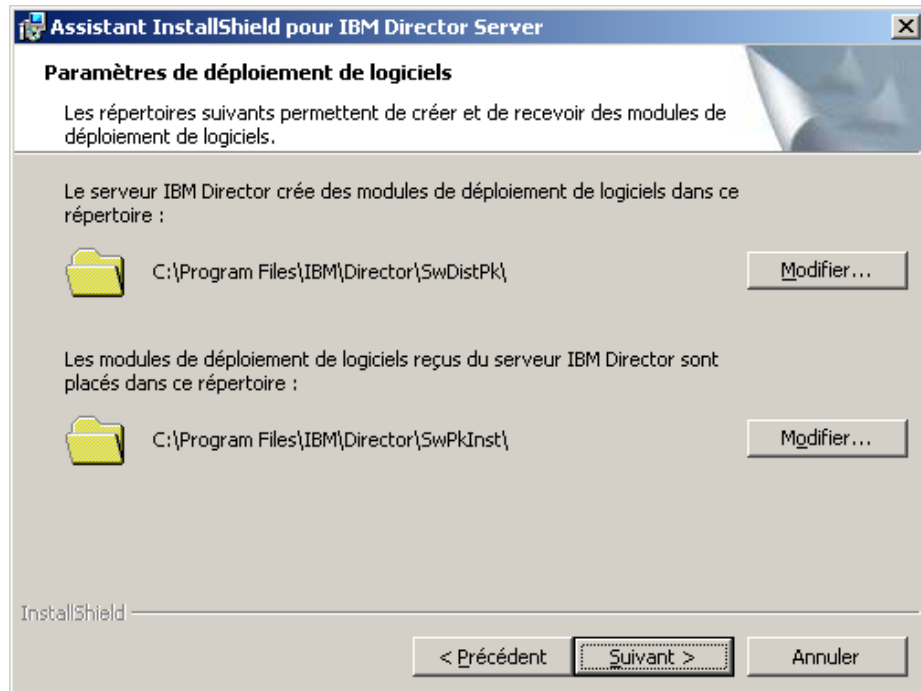 Assistant InstallShield pour IBM Director Server
Paramètres de déploiement de logiciels
Les répertoires suivants permettent de créer et de recevoir des modules de
déploiement de logiciels.
Le serveur IBM Director crée des modules de déploiement de logiciels dans ce
répertoire :
C:\Program Files\IBM\Director\SwDistPk\
Modifier...
Les modules de déploiement de logiciels reçus du serveur IBM Director sont
placés dans ce répertoire :
C:\Program Files\IBM\Director\SwPkInst\
Modifier...
InstallShield
< Précédent
Suivant >
Annuler